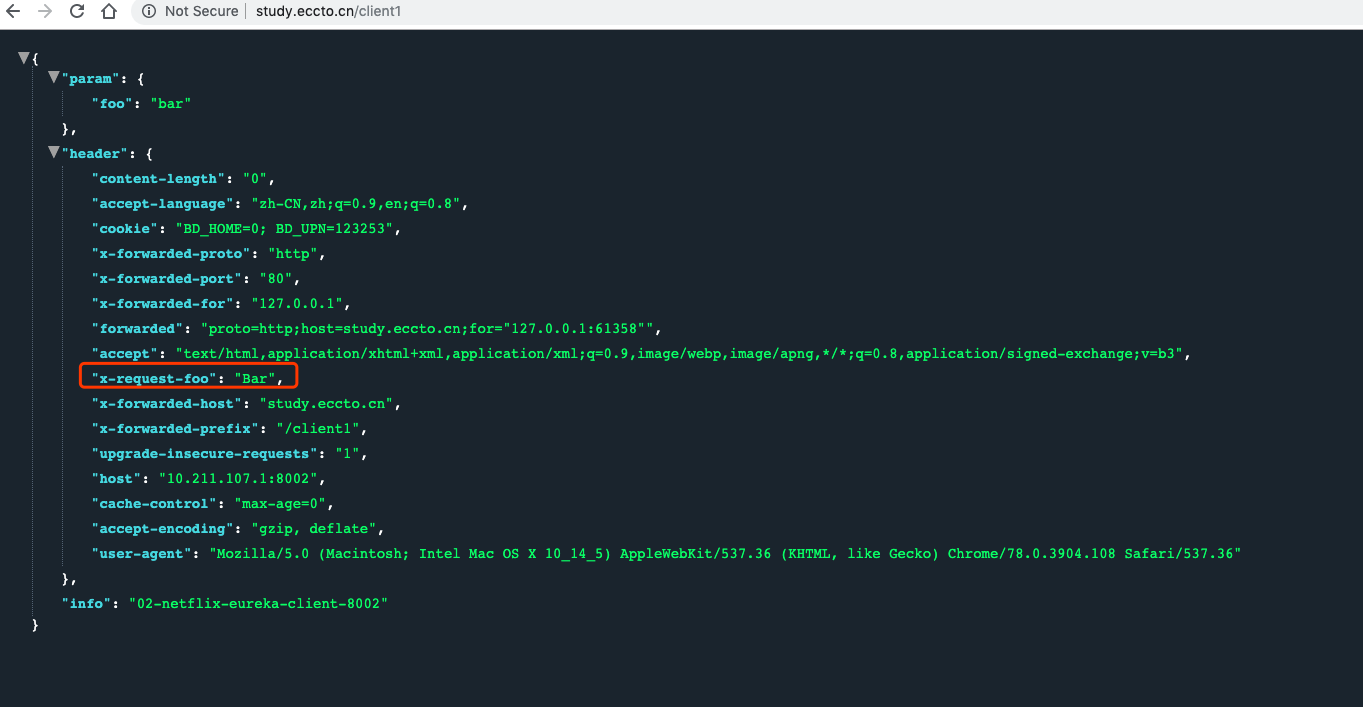 Not Secure | study.eccto.cn/client1
{
"param": {
"foo": "bar"
},
"header": {
"content-length": "0",
"accept-language": "zh-CN,zh;q=0.9,en;q=0.8",
"cookie": "BD_HOME=0; BD_UPN=123253",
"x-forwarded-proto": "http",
"x-forwarded-port": "80",
"x-forwarded-for": "127.0.0.1",
"forwarded": "proto=http;host=study.eccto.cn;for="127.0.0.1:61358"",
"accept": "text/html,application/xhtml+xml,application/xml;q=0.9,image/webp,image/apng,*/*;q=0.8,application/signed-exchange;v=b3",
"x-request-foo": "Bar",
"x-forwarded-host": "study.eccto.cn",
"x-forwarded-prefix": "/client1",
"upgrade-insecure-requests": "1",
"host": "10.211.107.1:8002",
"cache-control": "max-age=0",
"accept-encoding": "gzip, deflate",
"user-agent": "Mozilla/5.0 (Macintosh; Intel Mac OS X 10_14_5) AppleWebKit/537.36 (KHTML, like Gecko) Chrome/78.0.3904.108 Safari/537.36"
},
"info": "02-netflix-eureka-client-8002"
}